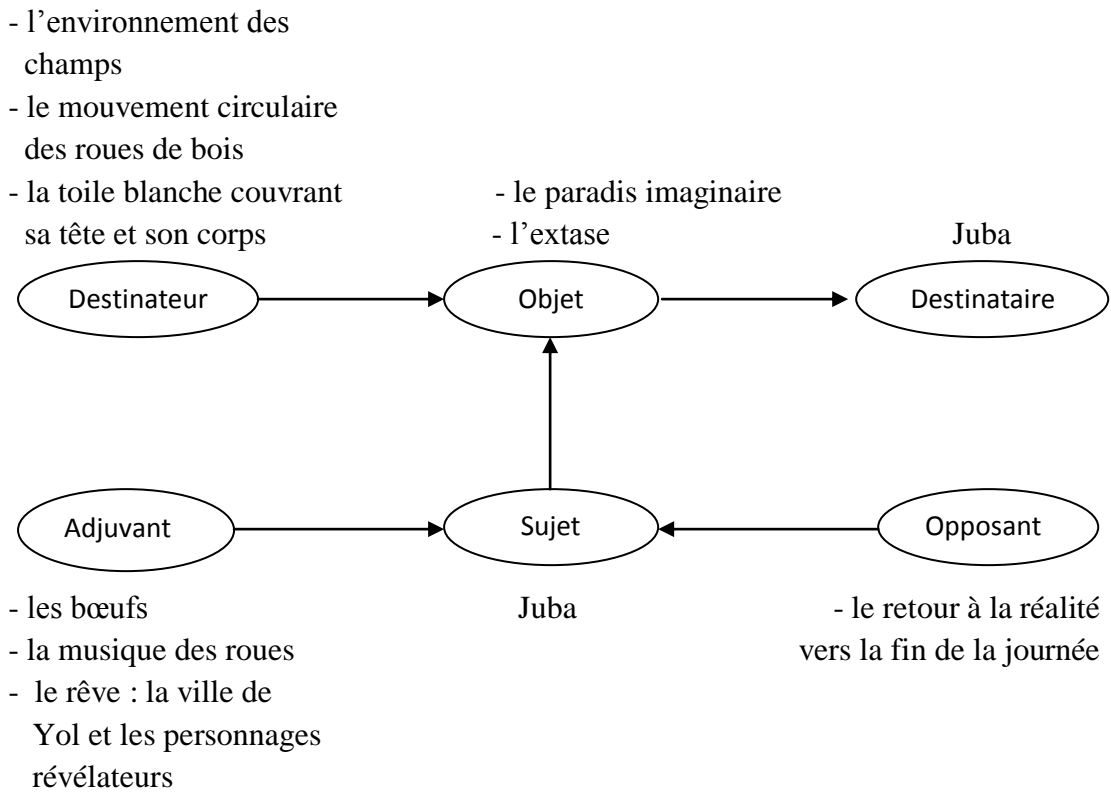 - l’environnement des
champs
- le mouvement circulaire
des roues de bois
- la toile blanche couvrant
sa tête et son corps
- le paradis imaginaire
- l’extase
Juba
Destinateur
Objet
Destinataire
Adjuvant
Sujet
Opposant
- les bœufs
- la musique des roues
- le rêve : la ville de
Yol et les personnages
révélateurs
Juba
- le retour à la réalité
vers la fin de la journée